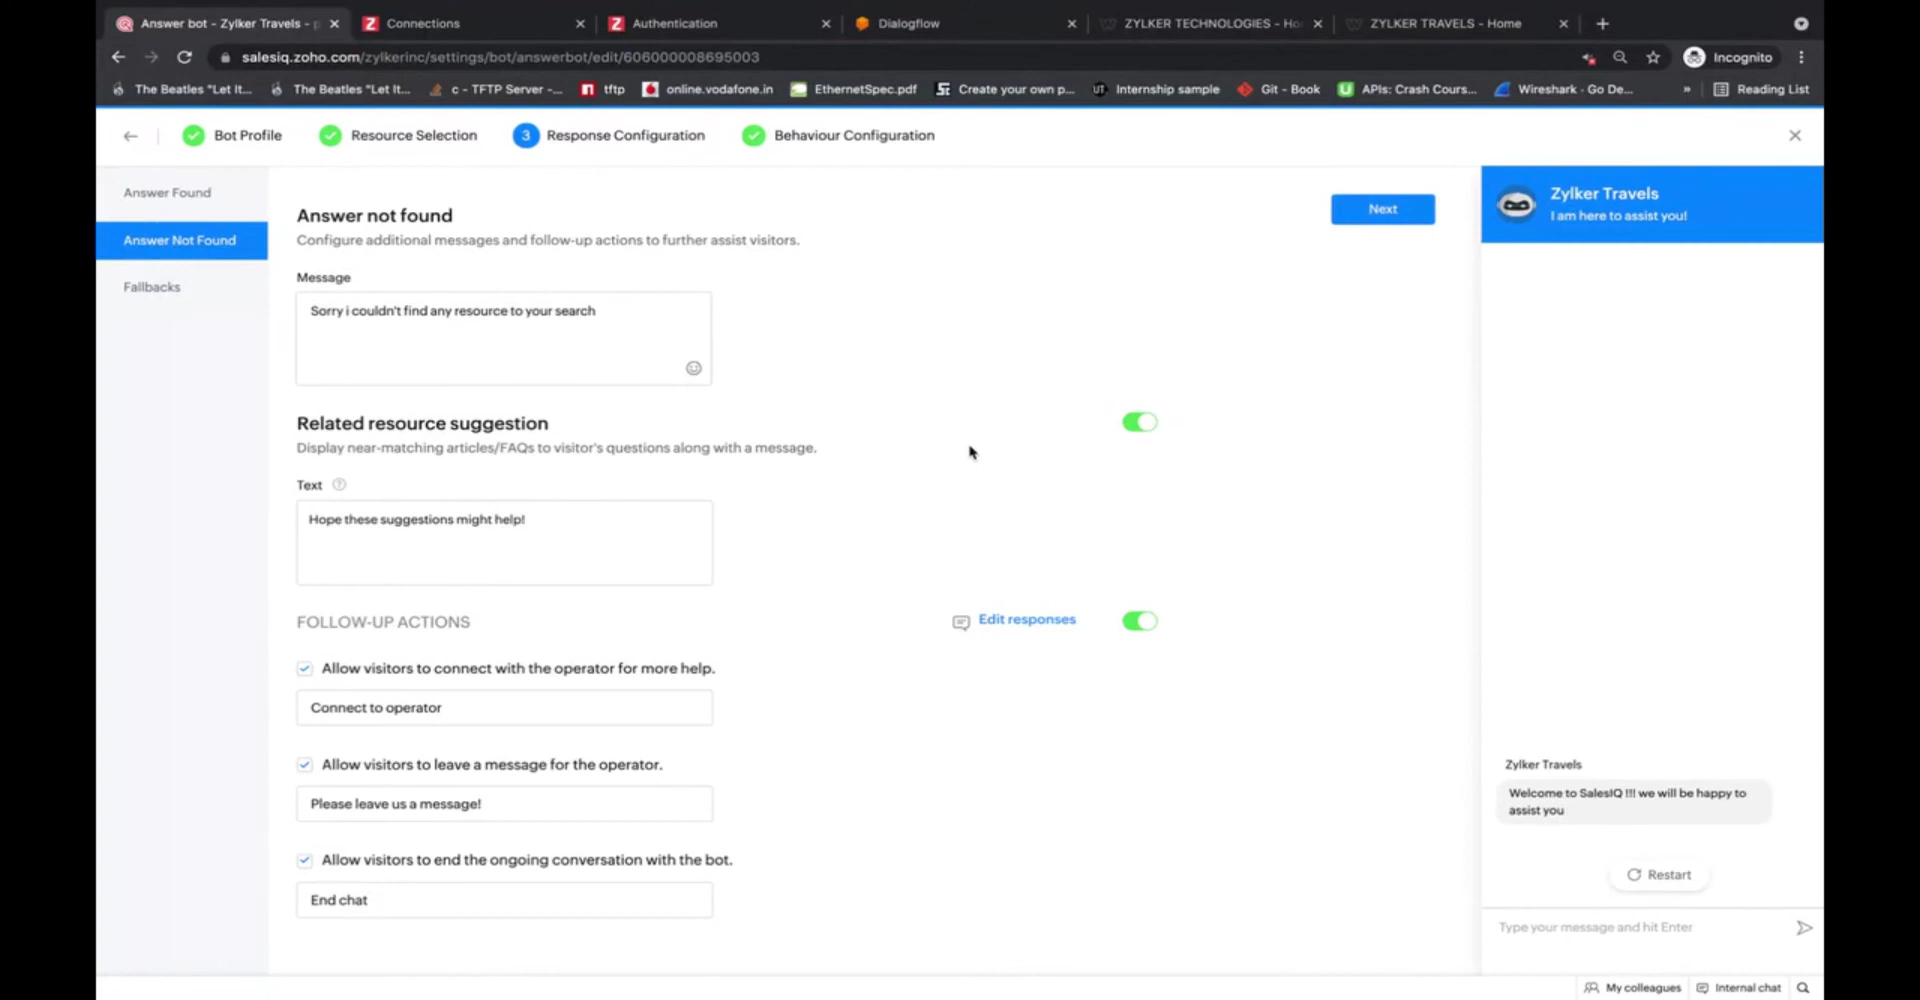 Answer bot - Zylker Travels -
Connections
Authentication
Dialogflow
ZYLKER TECHNOLOGIES - Ho
ZYLKER TRAVELS - Home
salesiq.zoho.com/zylkerinc/settings/bot/answerbot/edit/606000008695003
Incognito
The Beatles "Let It...
The Beatles "Let It...
c - TFTP Server -...
tftp
online.vodafone.in
EthernetSpec.pdf
Create your own p...
UT
Internship sample
Git - Book
APIs: Crash Cours...
Wireshark · Go De...
»
Reading List
Bot Profile
Resource Selection
3 Response Configuration
Behaviour Configuration
Answer Found
Answer Not Found
Fallbacks
Answer not found
Next
Configure additional messages and follow-up actions to further assist visitors.
Message
Sorry i couldn't find any resource to your search
Related resource suggestion
Display near-matching articles/FAQs to visitor's questions along with a message.
Text
Hope these suggestions might help!
FOLLOW-UP ACTIONS
Edit responses
Allow visitors to connect with the operator for more help.
Connect to operator
Allow visitors to leave a message for the operator.
Please leave us a message!
Allow visitors to end the ongoing conversation with the bot.
End chat
Zylker Travels
I am here to assist you!
Zylker Travels
Welcome to SalesIQ !!! we will be happy to
assist you
Restart
Type your message and hit Enter
My colleagues
Internal chat